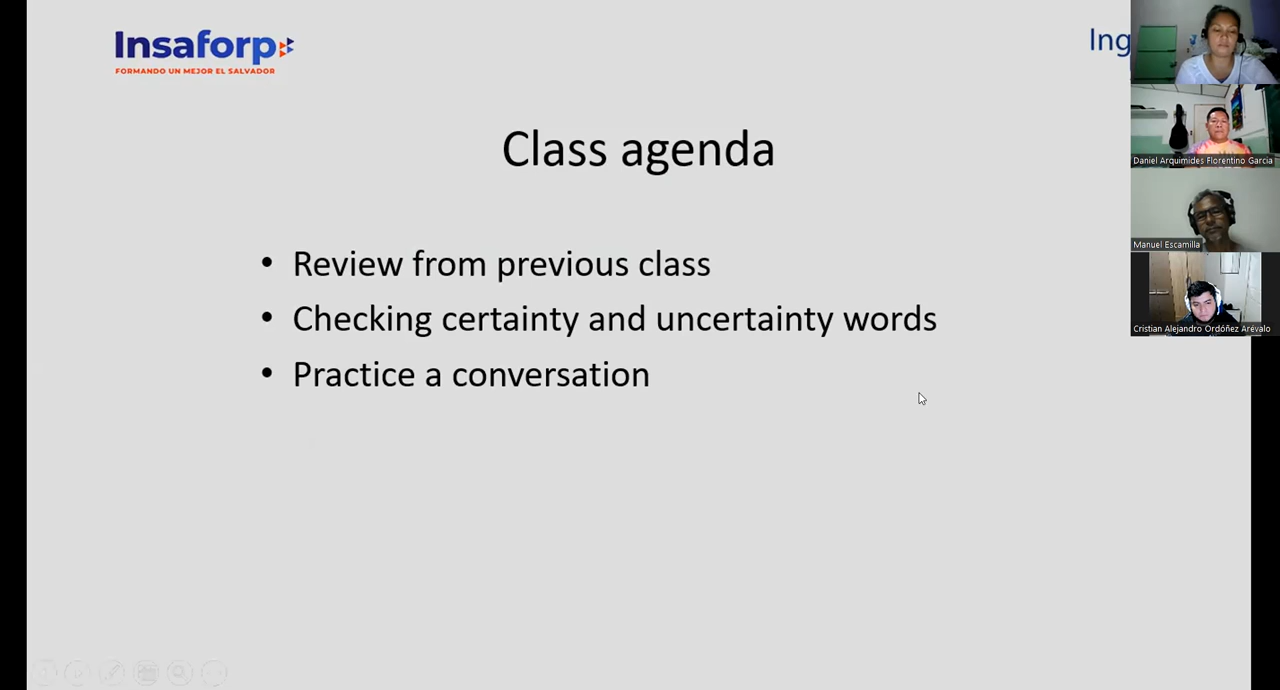 Insaforp
FORMANDO UN MEJOR EL SALVADOR
Ing
Class agenda
• Review from previous class
• Checking certainty and uncertainty words
• Practice a conversation
Daniel Arquimides Florentino Garcia
Manuel Escamilla
Cristian Alejandro Ordóñez Arévalo